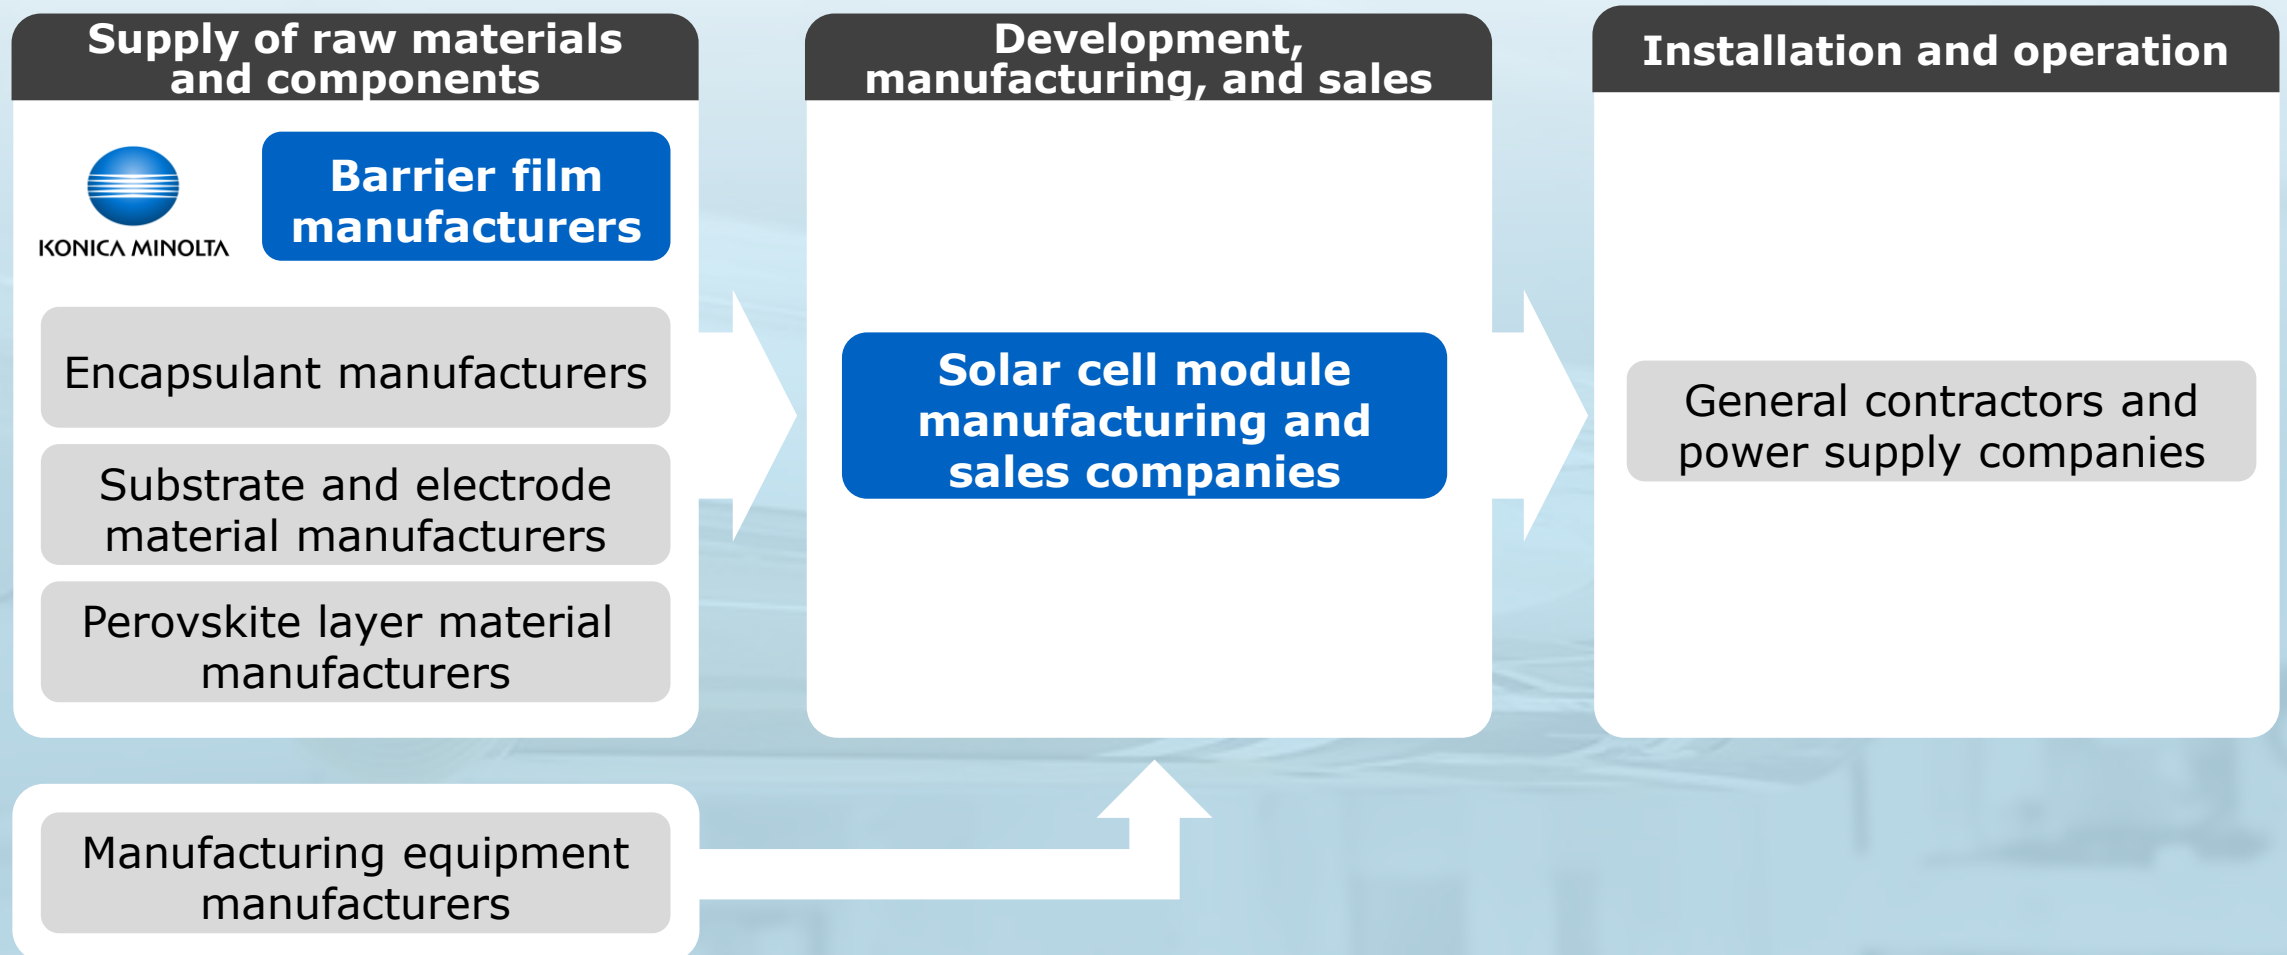 Supply of raw materials
and components
KONICA MINOLTA
Barrier film
manufacturers
Encapsulant manufacturers
Substrate and electrode
material manufacturers
Perovskite layer material
manufacturers
Manufacturing equipment
manufacturers
Development,
manufacturing, and sales
Solar cell module
manufacturing and
sales companies
Installation and operation
General contractors and
power supply companies